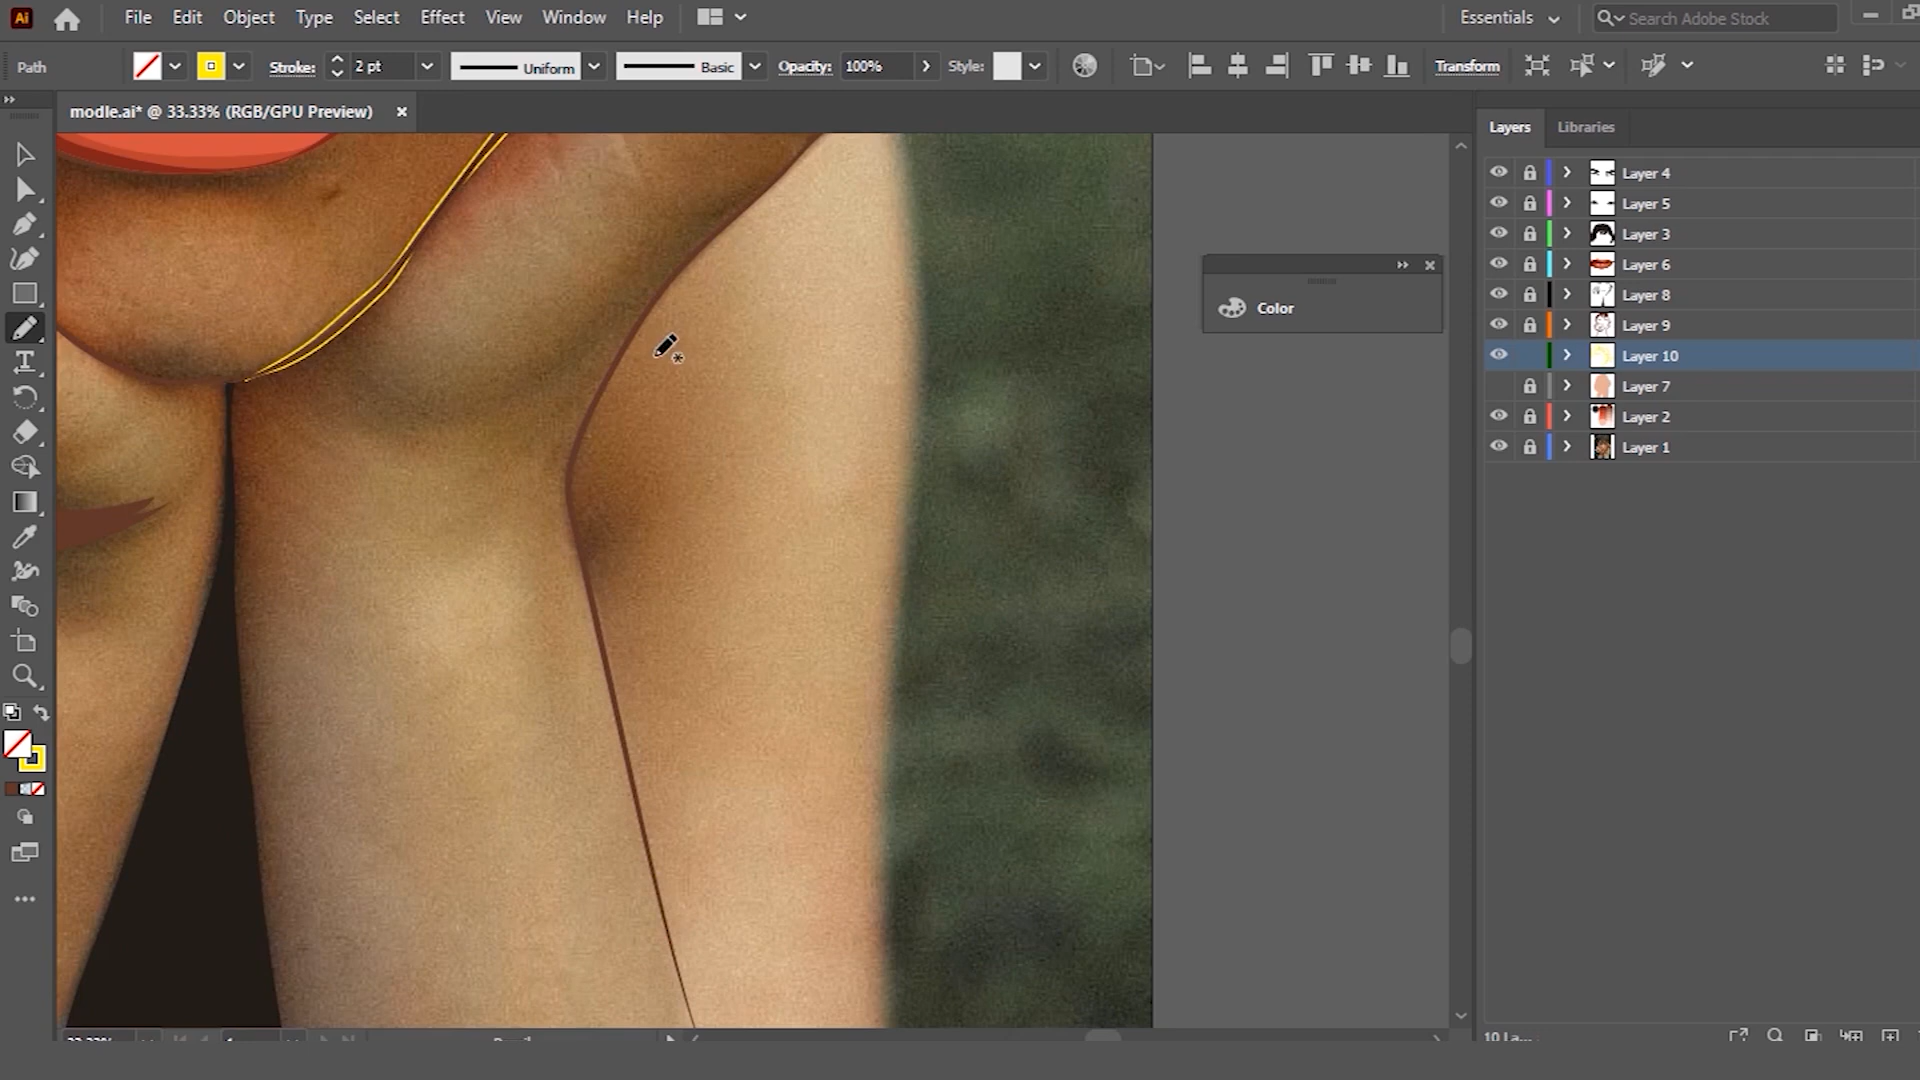 Ai File Edit Object Type Select Effect View Window Help Essentials Search Adobe Stock
Path Stroke: 2 pt Uniform Basic Opacity: 100% Style: Transform
modle.ai* @ 33.33% (RGB/GPU Preview)
Layers Libraries
Layer 4
Layer 5
Layer 3
Layer 6
Layer 8
Layer 9
Layer 10
Layer 7
Layer 2
Layer 1
Color
10 La...